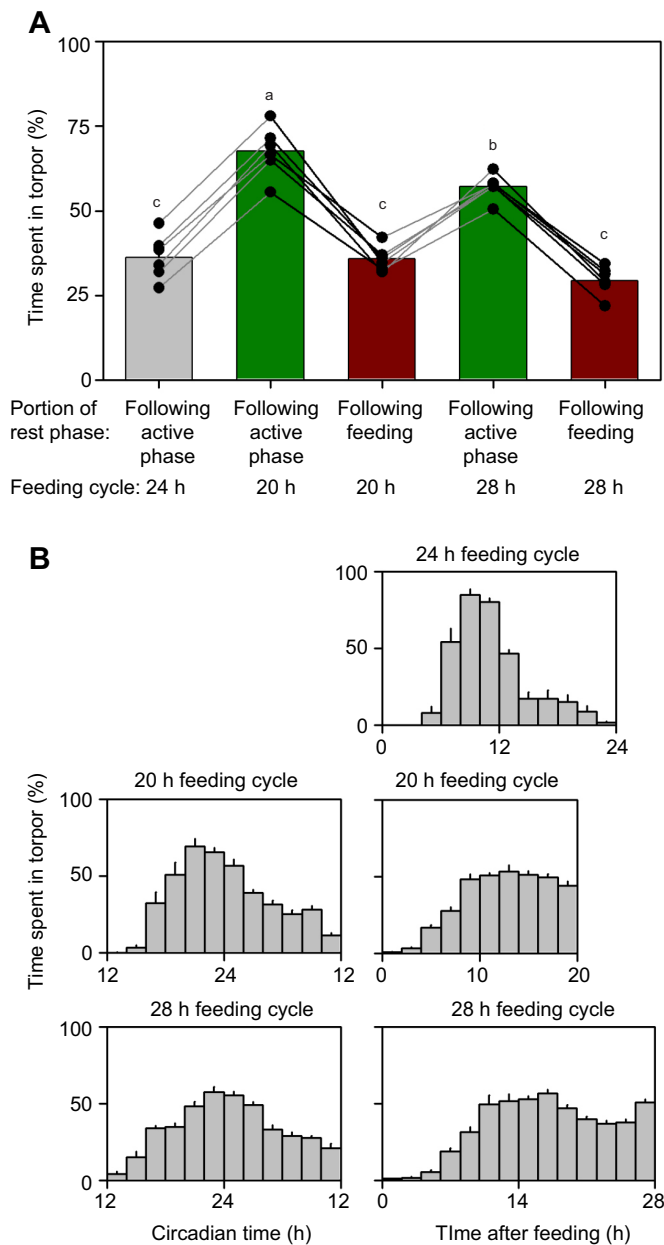 A
Time spent in torpor (%)
100
75
50
25
0
c
a
c
b
c
Portion of rest phase:
Following active phase
Following active phase
Following feeding
Following active phase
Following feeding
Feeding cycle: 24 h 20 h 20 h 28 h 28 h
B
24 h feeding cycle
100
50
0
0 12 24
Time spent in torpor (%)
20 h feeding cycle
100
50
0
12 24 12
20 h feeding cycle
0 10 20
28 h feeding cycle
100
50
0
12 24 12
Circadian time (h)
28 h feeding cycle
0 14 28
TIme after feeding (h)